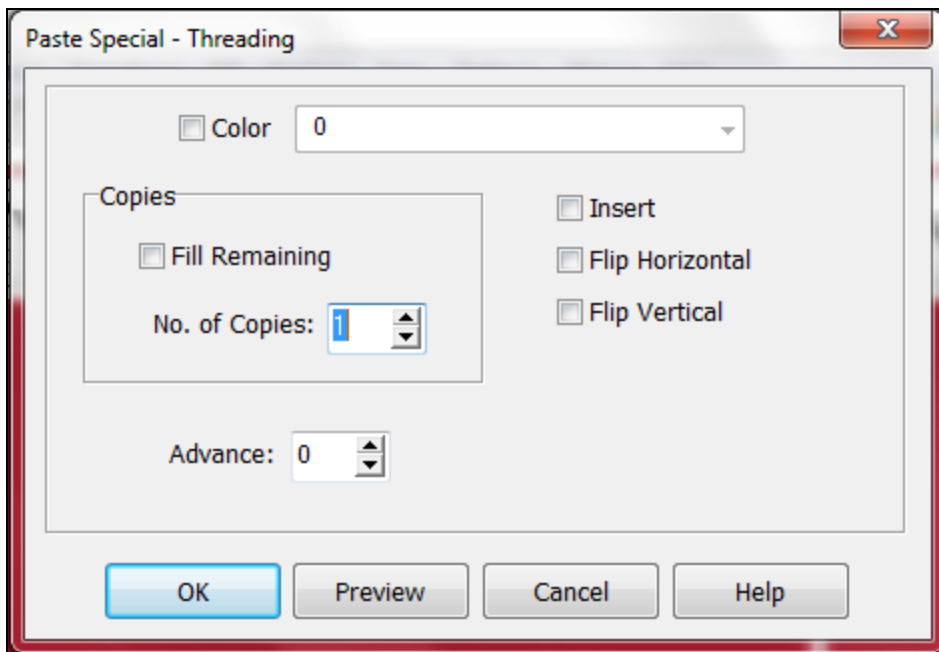 Paste Special - Threading
Color 0
Copies
Fill Remaining
No. of Copies: 1
Insert
Flip Horizontal
Flip Vertical
Advance: 0
OK Preview Cancel Help